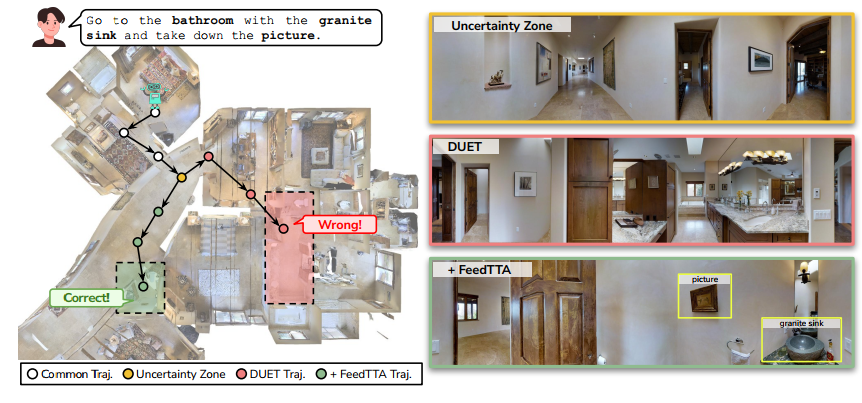 Go to the bathroom with the granite
sink and take down the picture.
Wrong!
Correct!
Common Traj.
Uncertainty Zone
DUET Traj.
+ FeedTTA Traj.
Uncertainty Zone
DUET
+ FeedTTA
picture
granite sink